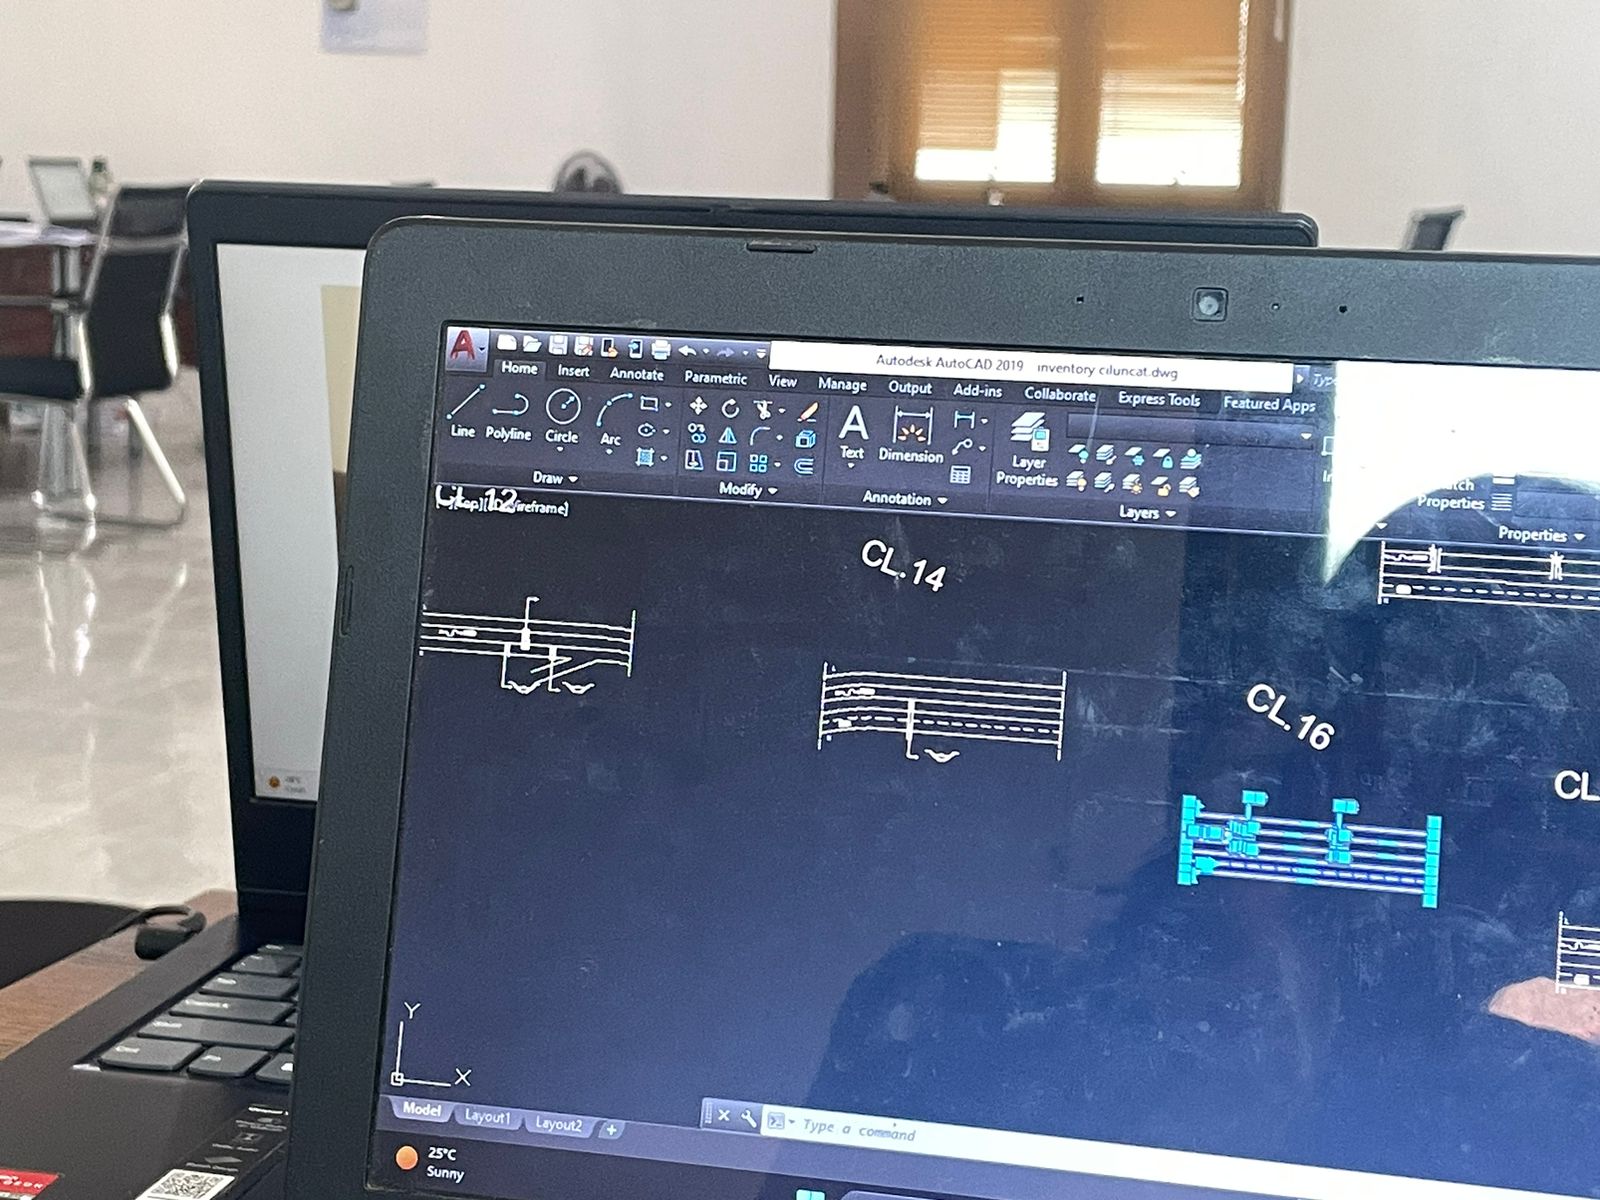 Autodesk AutoCAD 2019 inventory ciluncat.dwg
Home Insert Annotate Parametric View Manage Output Add-ins Collaborate Express Tools Featured Apps
Line Polyline Circle Arc
Text Dimension
Layer Properties
Properties
Draw Modify Annotation Layers Properties
CL.14
CL.16
CL
Y
X
Model Layout1 Layout2 +
Type a command
25°C
Sunny